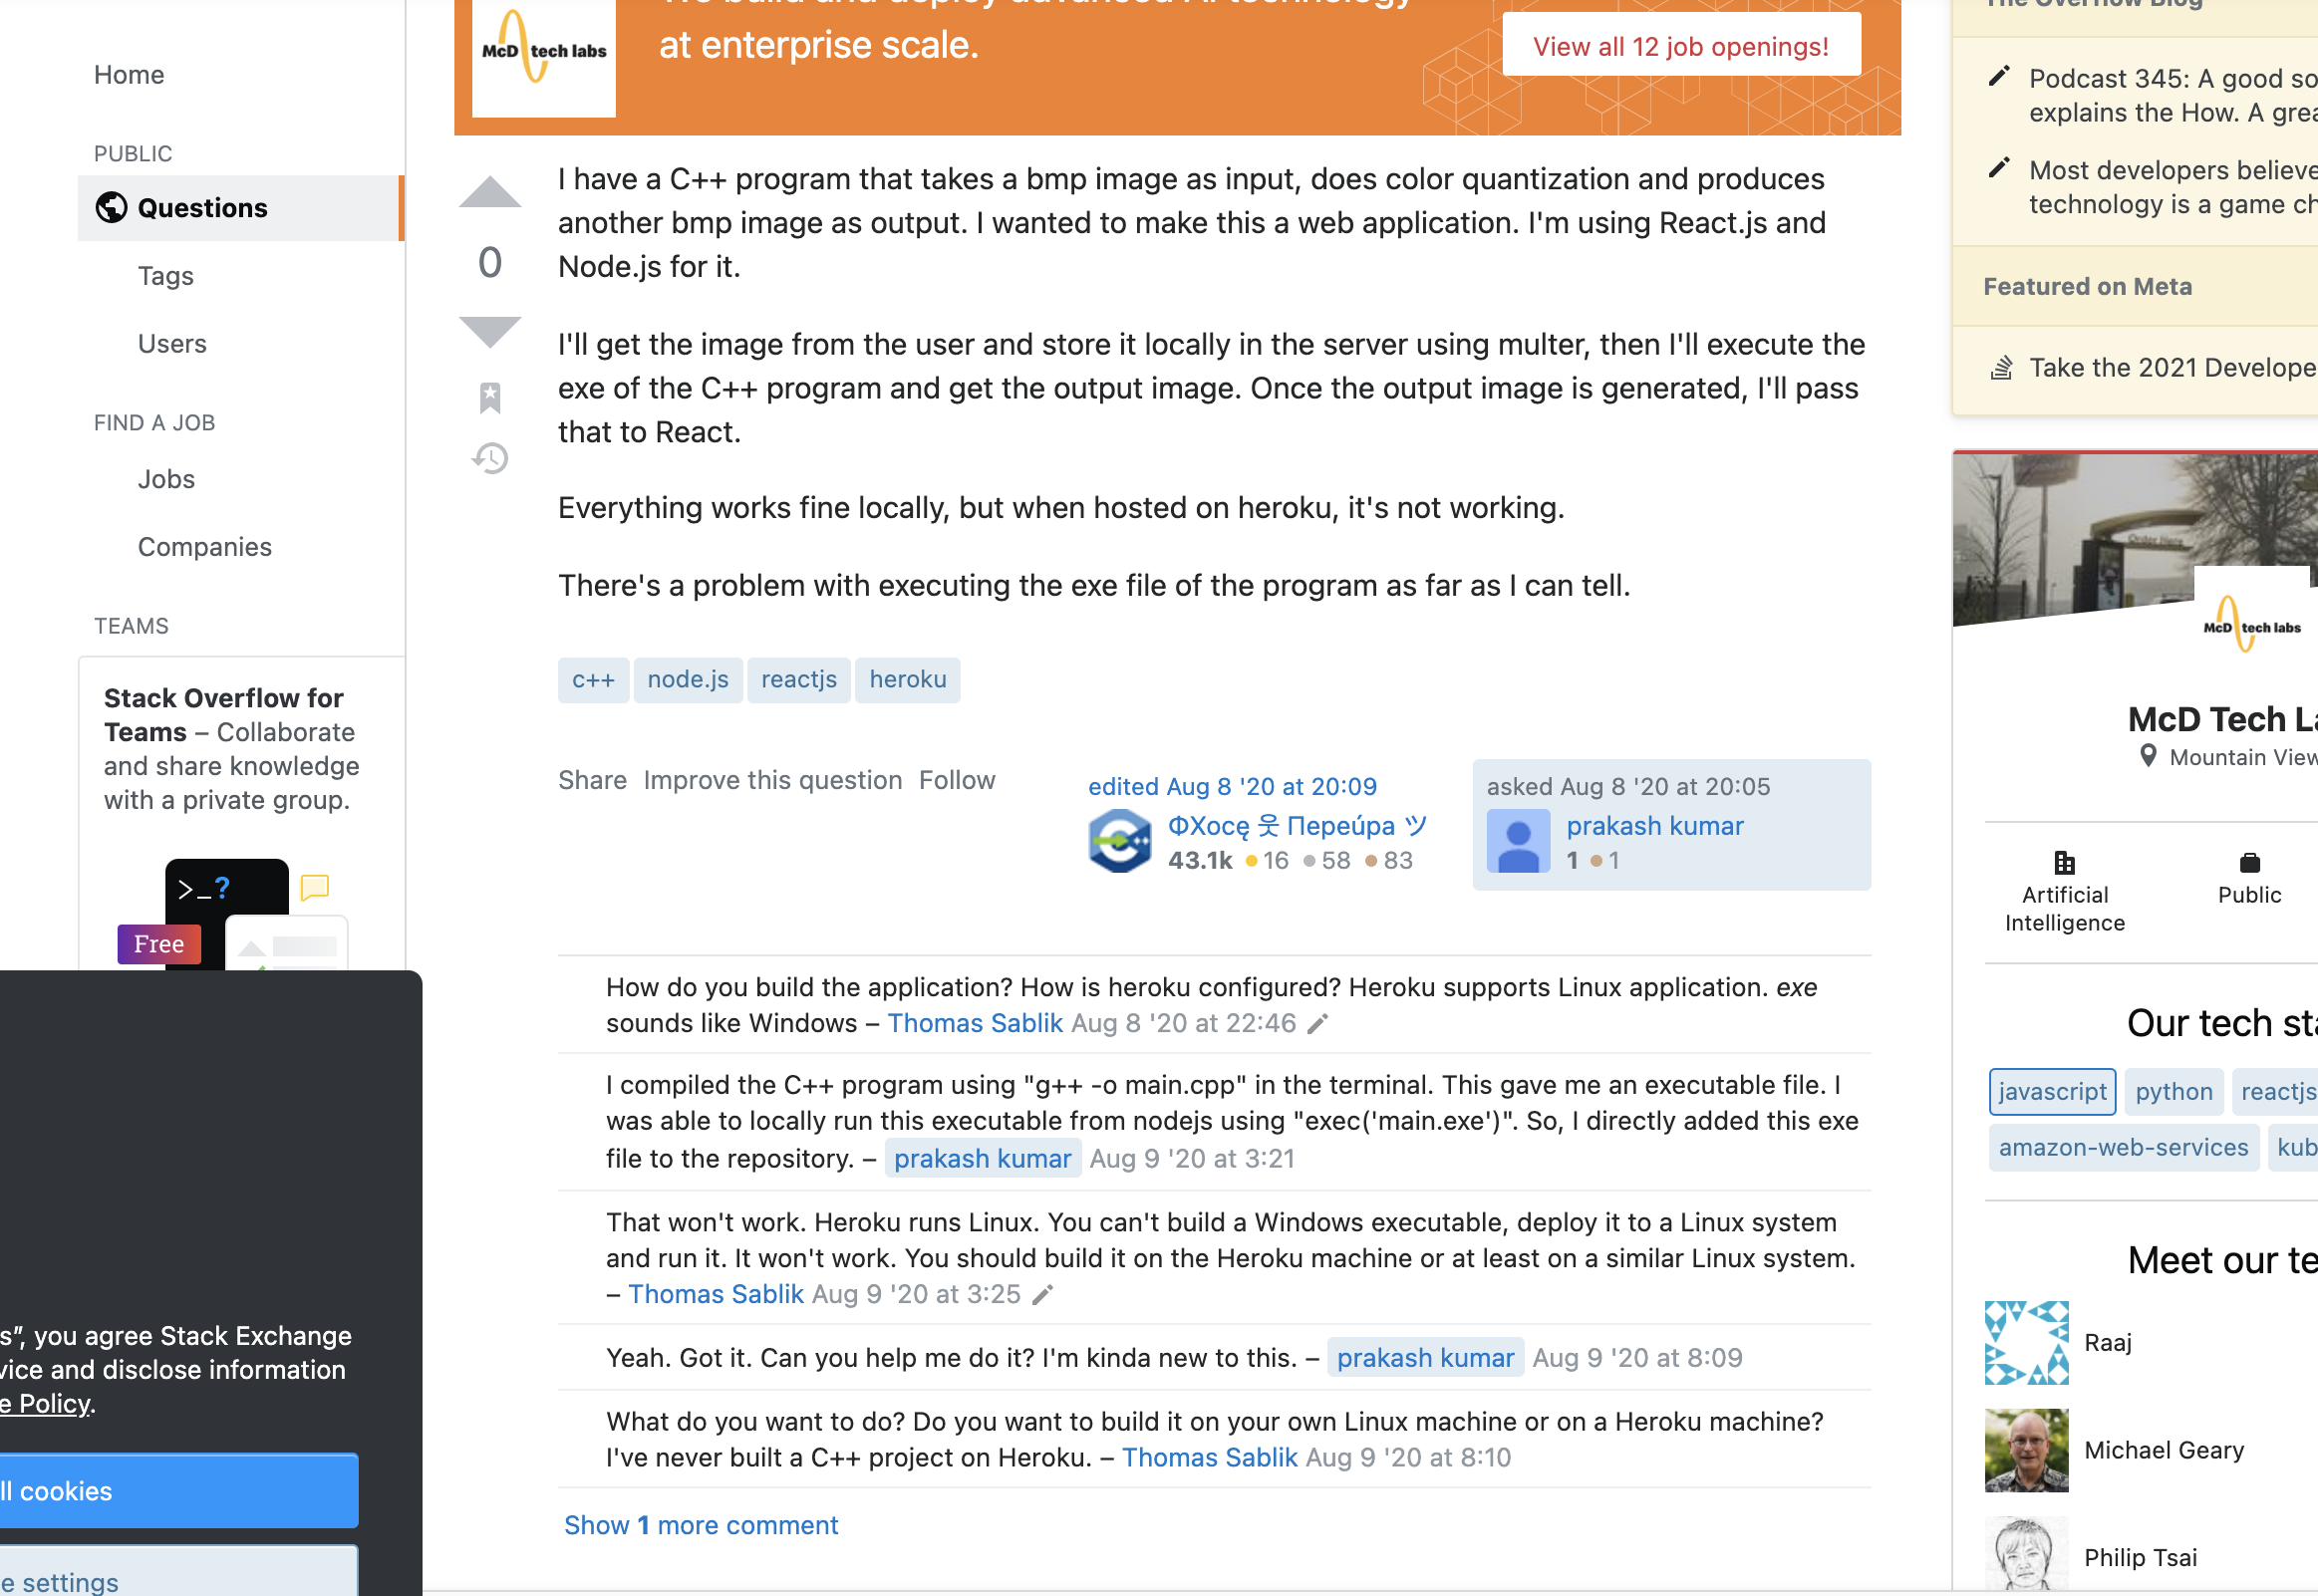 at enterprise scale.
McD tech labs
View all 12 job openings!
Home
PUBLIC
Questions
Tags
Users
FIND A JOB
Jobs
Companies
TEAMS
Stack Overflow for
Teams – Collaborate
and share knowledge
with a private group.
>_?
Free
s”, you agree Stack Exchange
vice and disclose information
e Policy.
ll cookies
e settings
0
I have a C++ program that takes a bmp image as input, does color quantization and produces
another bmp image as output. I wanted to make this a web application. I'm using React.js and
Node.js for it.
I'll get the image from the user and store it locally in the server using multer, then I'll execute the
exe of the C++ program and get the output image. Once the output image is generated, I'll pass
that to React.
Everything works fine locally, but when hosted on heroku, it's not working.
There's a problem with executing the exe file of the program as far as I can tell.
c++ node.js reactjs heroku
Share Improve this question Follow
edited Aug 8 '20 at 20:09
ΦXocę 웃 Пepeúpa ツ
43.1k 16 58 83
asked Aug 8 '20 at 20:05
prakash kumar
1 1
How do you build the application? How is heroku configured? Heroku supports Linux application. exe
sounds like Windows – Thomas Sablik Aug 8 '20 at 22:46
I compiled the C++ program using "g++ -o main.cpp" in the terminal. This gave me an executable file. I
was able to locally run this executable from nodejs using "exec('main.exe')". So, I directly added this exe
file to the repository. – prakash kumar Aug 9 '20 at 3:21
That won't work. Heroku runs Linux. You can't build a Windows executable, deploy it to a Linux system
and run it. It won't work. You should build it on the Heroku machine or at least on a similar Linux system.
– Thomas Sablik Aug 9 '20 at 3:25
Yeah. Got it. Can you help me do it? I'm kinda new to this. – prakash kumar Aug 9 '20 at 8:09
What do you want to do? Do you want to build it on your own Linux machine or on a Heroku machine?
I've never built a C++ project on Heroku. – Thomas Sablik Aug 9 '20 at 8:10
Show 1 more comment
The Overflow Blog
Podcast 345: A good so
explains the How. A grea
Most developers believe
technology is a game ch
Featured on Meta
Take the 2021 Develope
Order Here
McD tech labs
McD Tech La
Mountain View
Artificial
Intelligence
Public
Our tech sta
javascript python reactjs
amazon-web-services kub
Meet our te
Raaj
Michael Geary
Philip Tsai